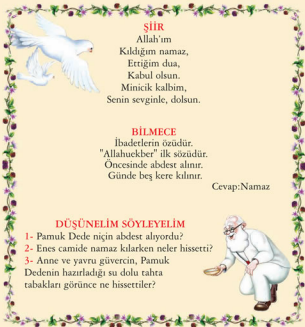 ŞİİR
Allah'ım
Kıldığım namaz,
Ettiğim dua,
Kabul olsun.
Minicik kalbim,
Senin sevginle, dolsun.
BİLMECE
İbadetlerin özüdür.
"Allahuekber" ilk sözüdür.
Öncesinde abdest alınır.
Günde beş kere kılınır.
Cevap:Namaz
DÜŞÜNELİM SÖYLEYELİM
1- Pamuk Dede niçin abdest alıyordu?
2- Enes camide namaz kılarken neler hissetti?
3- Anne ve yavru güvercin, Pamuk
Dedenin hazırladığı su dolu tahta
tabakları görünce ne hissettiler?